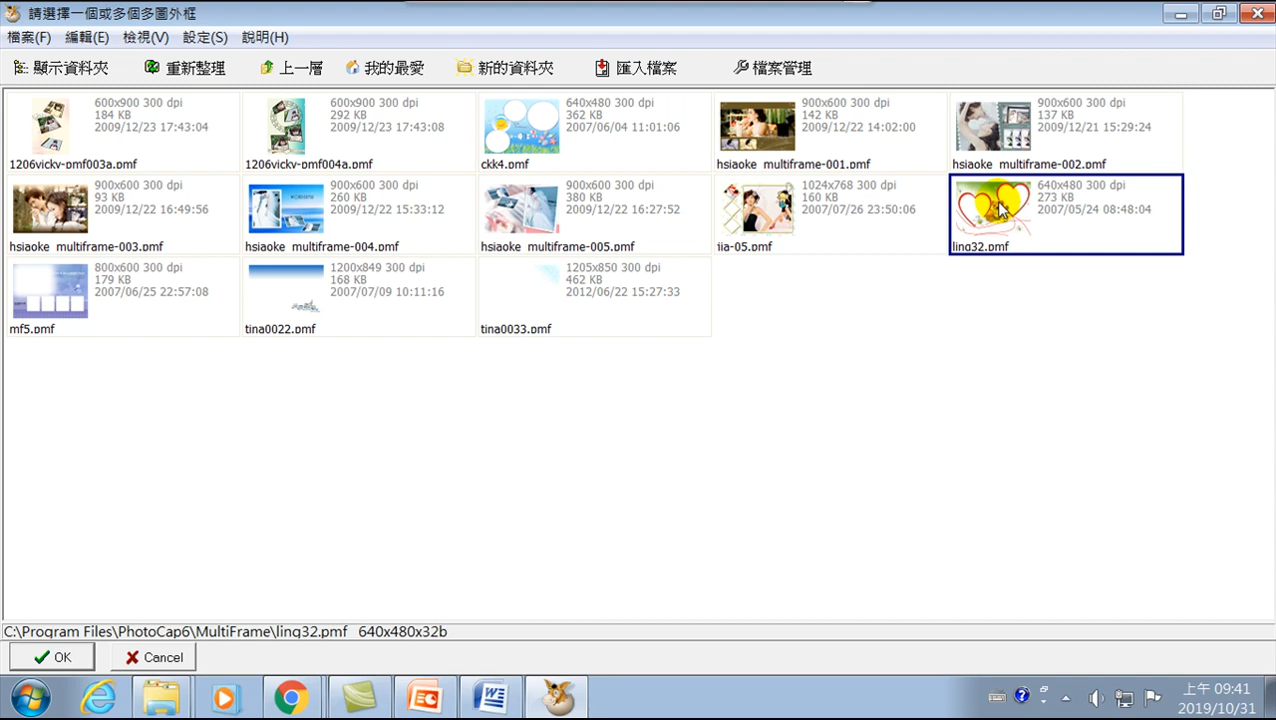 請選擇一個或多個多圖外框
檔案(F) 編輯(E) 檢視(V) 設定(S) 說明(H)
顯示資料夾 重新整理 上一層 我的最愛 新的資料夾 匯入檔案 檔案管理
600x900 300 dpi
184 KB
2009/12/23 17:43:04
1206vicky-pmf003a.pmf
600x900 300 dpi
292 KB
2009/12/23 17:43:08
1206vicky-pmf004a.pmf
640x480 300 dpi
362 KB
2007/06/04 11:01:06
ckk4.pmf
900x600 300 dpi
142 KB
2009/12/22 14:02:00
hsiaoke_multiframe-001.pmf
900x600 300 dpi
137 KB
2009/12/21 15:29:24
hsiaoke_multiframe-002.pmf
900x600 300 dpi
93 KB
2009/12/22 16:49:56
hsiaoke_multiframe-003.pmf
900x600 300 dpi
260 KB
2009/12/22 15:33:12
hsiaoke_multiframe-004.pmf
900x600 300 dpi
380 KB
2009/12/22 16:27:52
hsiaoke_multiframe-005.pmf
1024x768 300 dpi
160 KB
2007/07/26 23:50:06
jia-05.pmf
640x480 300 dpi
273 KB
2007/05/24 08:48:04
ling32.pmf
800x600 300 dpi
179 KB
2007/06/25 22:57:08
mf5.pmf
1200x849 300 dpi
168 KB
2007/07/09 10:11:16
tina0022.pmf
1205x850 300 dpi
462 KB
2012/06/22 15:27:33
tina0033.pmf
C:\Program Files\PhotoCap6\MultiFrame\ling32.pmf 640x480x32b
OK Cancel
上午 09:41
2019/10/31